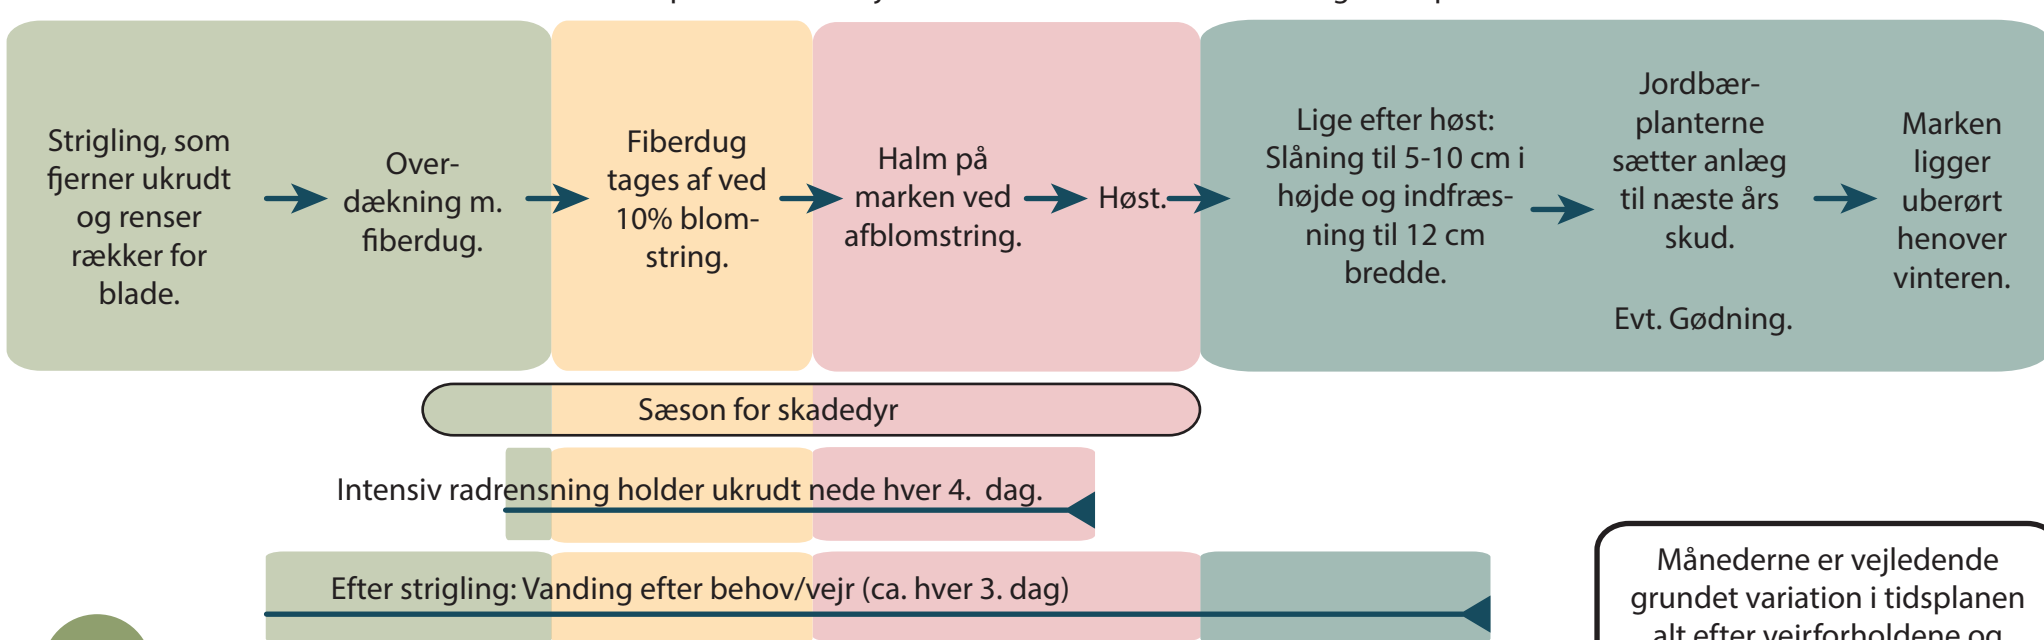 Strigling, som
fjerner ukrudt
og renser
rækker for
blade.
Over-
dækning m.
fiberdug.
Fiberdug
tages af ved
10% blom-
string.
Halm på
marken ved
afblomstring.
Høst.
Lige efter høst:
Slåning til 5-10 cm i
højde og indfræs-
ning til 12 cm
bredde.
Jordbær-
planterne
sætter anlæg
til næste års
skud.
Evt. Gødning.
Marken
ligger
uberørt
henover
vinteren.
Sæson for skadedyr
Intensiv radrensning holder ukrudt nede hver 4. dag.
Efter strigling: Vanding efter behov/vejr (ca. hver 3. dag)
Månederne er vejledende
grundet variation i tidsplanen
alt efter vejrforholdene og